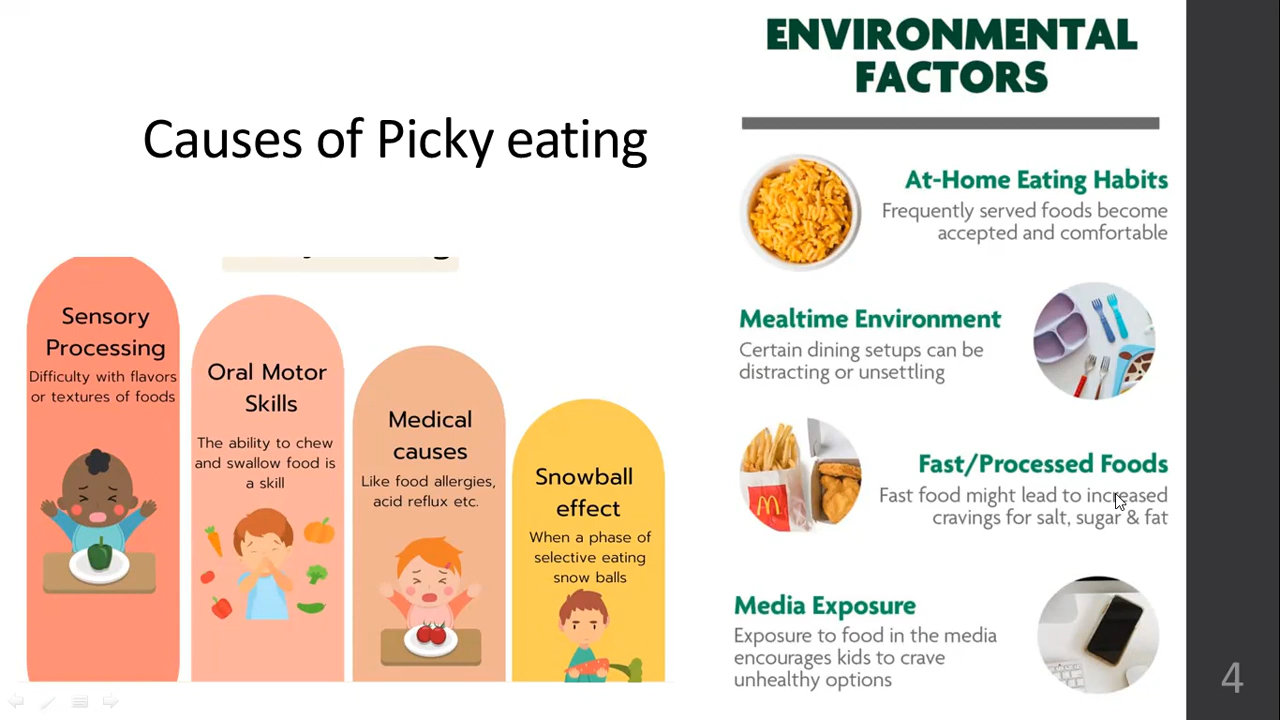 Causes of Picky eating
Sensory
Processing
Difficulty with flavors
or textures of foods
Oral Motor
Skills
The ability to chew
and swallow food is
a skill
Medical
causes
Like food allergies,
acid reflux etc.
Snowball
effect
When a phase of
selective eating
snow balls
ENVIRONMENTAL
FACTORS
At-Home Eating Habits
Frequently served foods become
accepted and comfortable
Mealtime Environment
Certain dining setups can be
distracting or unsettling
Fast/Processed Foods
Fast food might lead to increased
cravings for salt, sugar & fat
Media Exposure
Exposure to food in the media
encourages kids to crave
unhealthy options
4